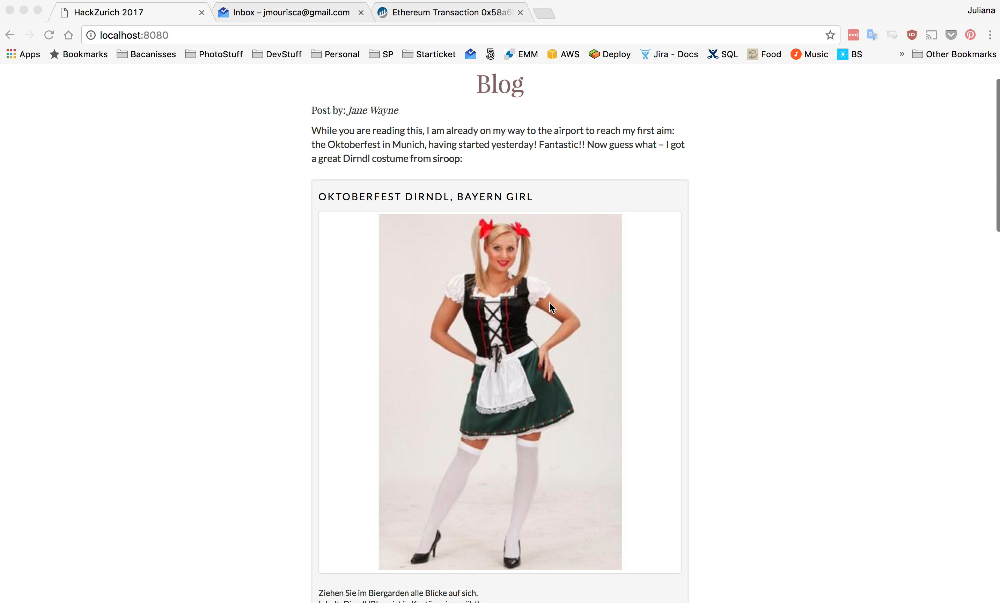 HackZurich 2017
Inbox – jmourisca@gmail.com
Ethereum Transaction 0x58a6
Juliana
localhost:8080
Apps
Bookmarks
Bacanisses
PhotoStuff
DevStuff
Personal
SP
Starticket
EMM
AWS
Deploy
Jira - Docs
SQL
Food
Music
BS
»
Other Bookmarks
Blog
Post by: Jane Wayne
While you are reading this, I am already on my way to the airport to reach my first aim:
the Oktoberfest in Munich, having started yesterday! Fantastic!! Now guess what – I got
a great Dirndl costume from siroop:
OKTOBERFEST DIRNDL, BAYERN GIRL
Ziehen Sie im Biergarden alle Blicke auf sich.